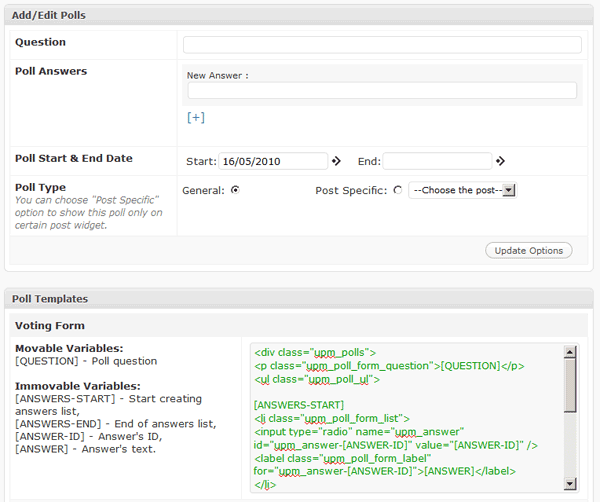 Add/Edit Polls
Question
Poll Answers
New Answer :
[+]
Poll Start & End Date
Start: 16/05/2010
End:
Poll Type
You can choose "Post Specific"
option to show this poll only on
certain post widget.
General:
Post Specific:
--Choose the post--
Update Options
Poll Templates
Voting Form
Movable Variables:
[QUESTION] - Poll question
Immovable Variables:
[ANSWERS-START] - Start creating
answers list,
[ANSWERS-END] - End of answers list,
[ANSWER-ID] - Answer's ID,
[ANSWER] - Answer's text.
<div class="upm_polls">
<p class="upm_poll_form_question">[QUESTION]</p>
<ul class="upm_poll_ul">
[ANSWERS-START]
<li class="upm_poll_form_list">
<input type="radio" name="upm_answer"
id="upm_answer-[ANSWER-ID]" value="[ANSWER-ID]" />
<label class="upm_poll_form_label"
for="upm_answer-[ANSWER-ID]">[ANSWER]</label>
</li>